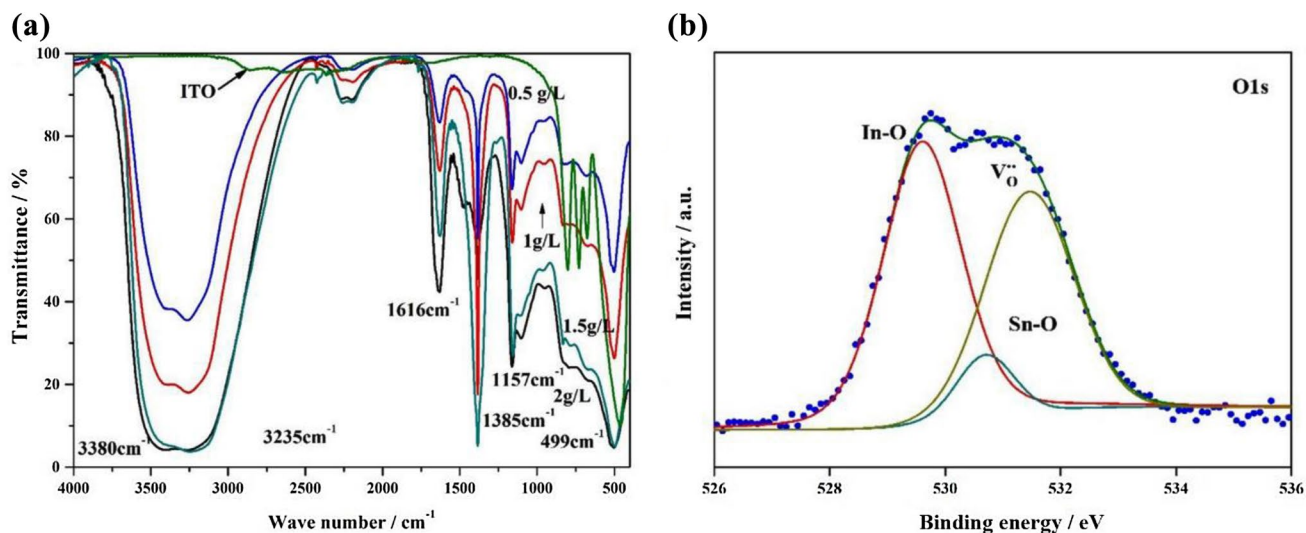 (a)
100
80
60
40
20
0
Transmittance / %
ITO
0.5 g/L
1g/L
1616cm-1
1.5g/L
1157cm-1
2g/L
1385cm-1
3380cm-1
3235cm-1
499cm-1
4000 3500 3000 2500 2000 1500 1000 500
Wave number / cm-1
(b)
O1s
In-O
VÖ
Sn-O
Intensity / a.u.
526 528 530 532 534 536
Binding energy / eV